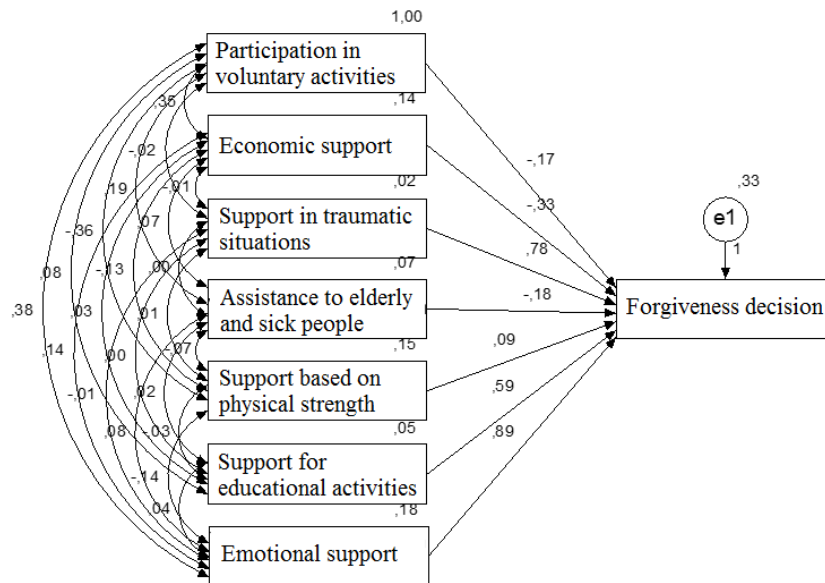 1,00
Participation in
voluntary activities
,14
,35
Economic support
-,17
,02
-,02
-,01
,19
-,33
,33
e1
Support in traumatic
situations
,07
-,36
,07
,78
1
,08
-,13
,00
Assistance to elderly
and sick people
-,18
Forgiveness decision
,15
,38
,03
,01
,09
,14
,00
-,07
Support based on
physical strength
,59
,05
-,01
,02
,89
,08
-,03
Support for
educational activities
-,14
,18
,04
Emotional support